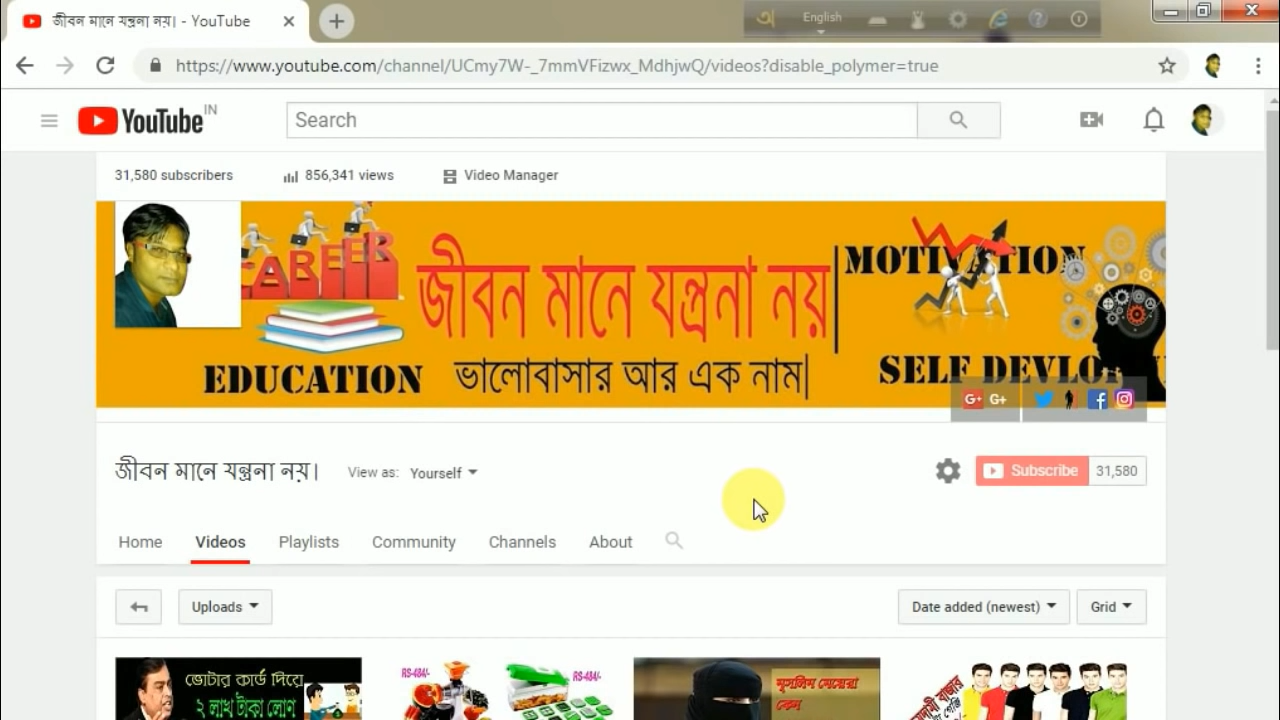 জীবন মানে যন্ত্রনা নয়। - YouTube
English
https://www.youtube.com/channel/UCmy7W-_7mmVFizwx_MdhjwQ/videos?disable_polymer=true
YouTube IN
Search
31,580 subscribers
856,341 views
Video Manager
CAREER
জীবন মানে যন্ত্রনা নয়|
MOTIVATION
EDUCATION
ভালোবাসার আর এক নাম|
SELF DEVLO
G+ G+
জীবন মানে যন্ত্রনা নয়।
View as: Yourself
Subscribe 31,580
Home Videos Playlists Community Channels About
Uploads
Date added (newest)
Grid
ভোটার কার্ড দিয়ে
২ লাখ টাকা লোন
RS-484/-
RS-484/-
মুসলিম মেয়েরা
কেন